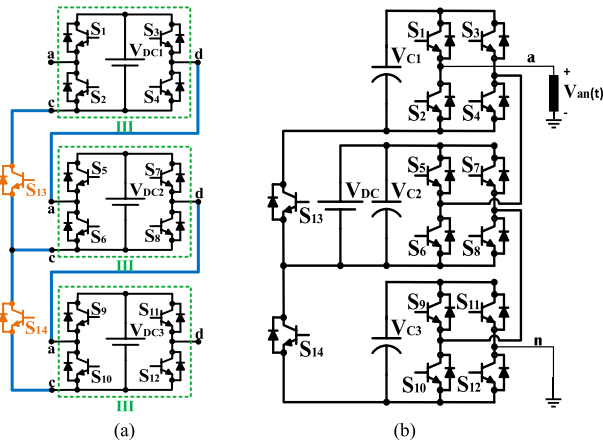 S1
S3
a
VDC1
d
S2
S4
c
III
S13
S5
S7
a
VDC2
d
S6
S8
c
III
S14
S9
S11
a
VDC3
d
S10
S12
c
III
(a)
S1
S3
VC1
a
+
Van(t)
-
S2
S4
S5
S7
S13
VDC
VC2
S6
S8
S9
S11
S14
VC3
n
S10
S12
(b)